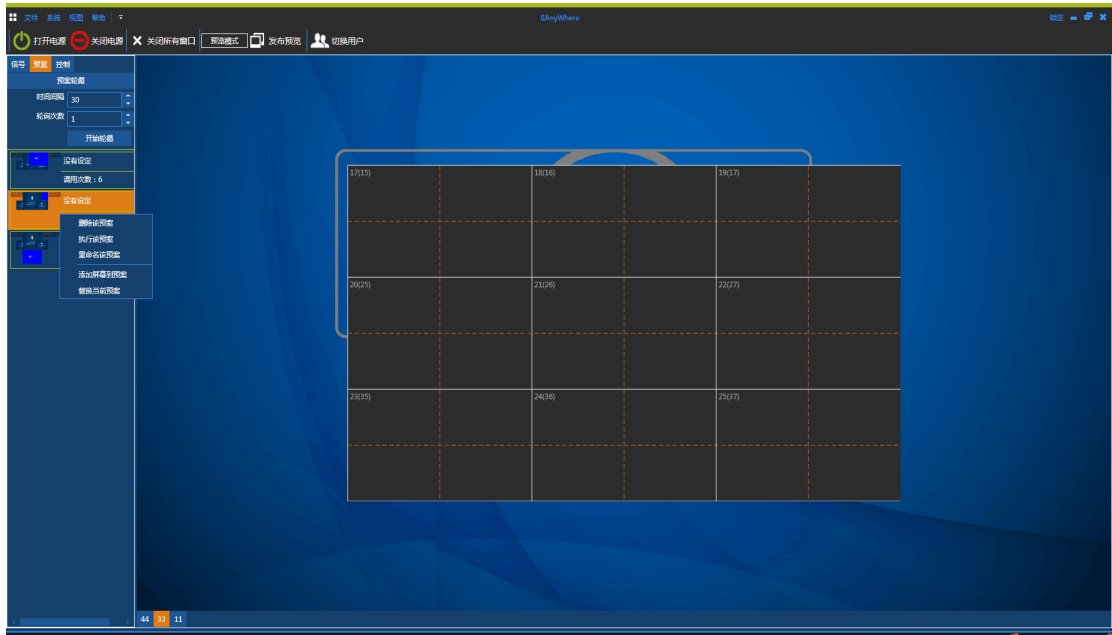 文件 系统 视图 帮助
IIAnyWhere
锁定
打开电源 关闭电源 关闭所有窗口 预览模式 发布预览 切换用户
信号 预案 控制
预案轮循
时间间隔 30
轮询次数 1
开始轮循
没有设定
调用次数：6
没有设定
删除该预案
执行该预案
重命名该预案
添加屏幕到预案
替换当前预案
17(15) 18(16) 19(17)
20(25) 21(26) 22(27)
23(35) 24(36) 25(37)
44 33 11